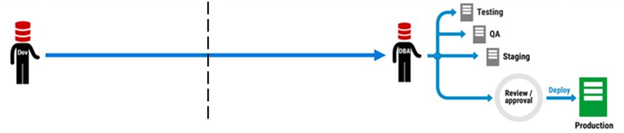 Dev
DBA
Testing
QA
Staging
Review /
approval
Deploy
Production